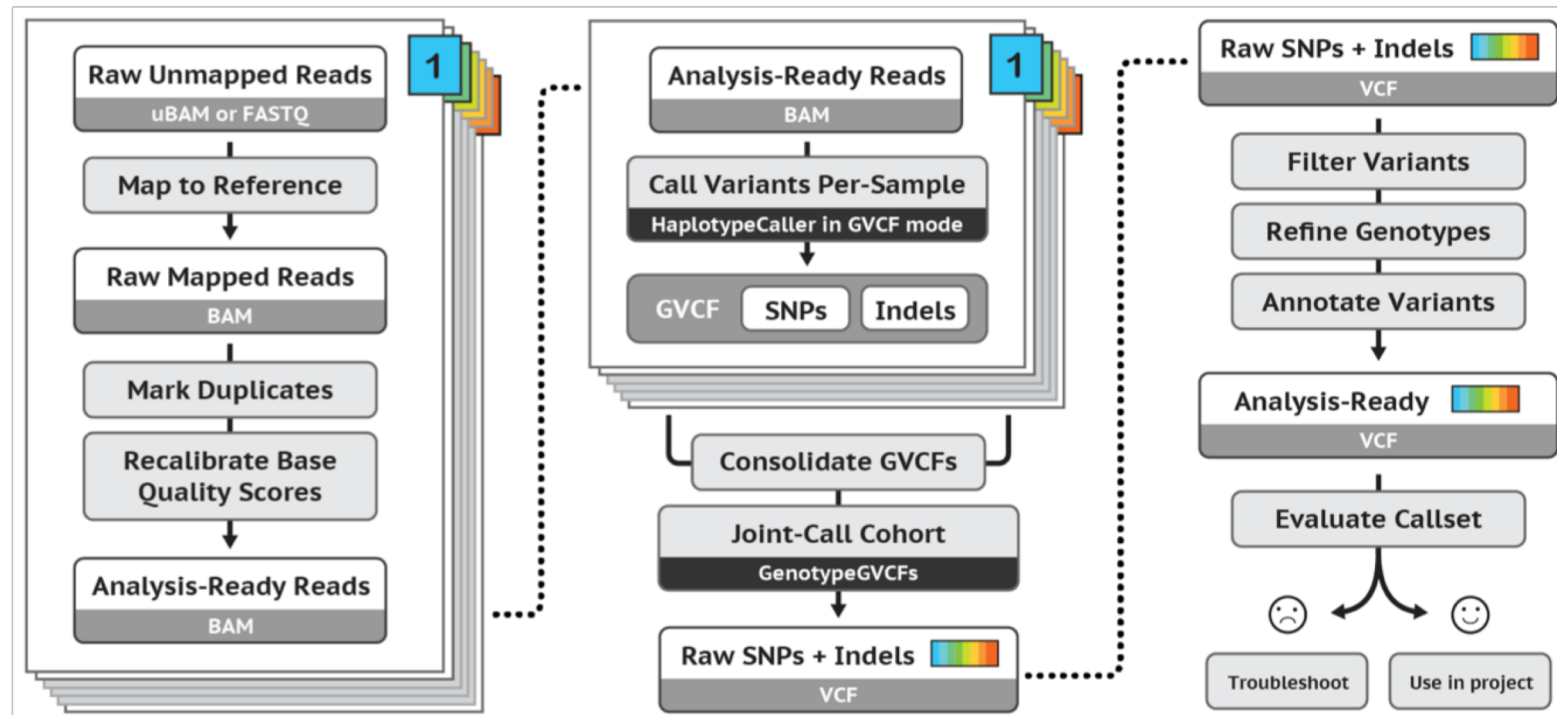 1
Raw Unmapped Reads
uBAM or FASTQ
Map to Reference
Raw Mapped Reads
BAM
Mark Duplicates
Recalibrate Base
Quality Scores
Analysis-Ready Reads
BAM
1
Analysis-Ready Reads
BAM
Call Variants Per-Sample
HaplotypeCaller in GVCF mode
GVCF SNPs Indels
Consolidate GVCFs
Joint-Call Cohort
GenotypeGVCFs
Raw SNPs + Indels
VCF
Raw SNPs + Indels
VCF
Filter Variants
Refine Genotypes
Annotate Variants
Analysis-Ready
VCF
Evaluate Callset
Troubleshoot Use in project